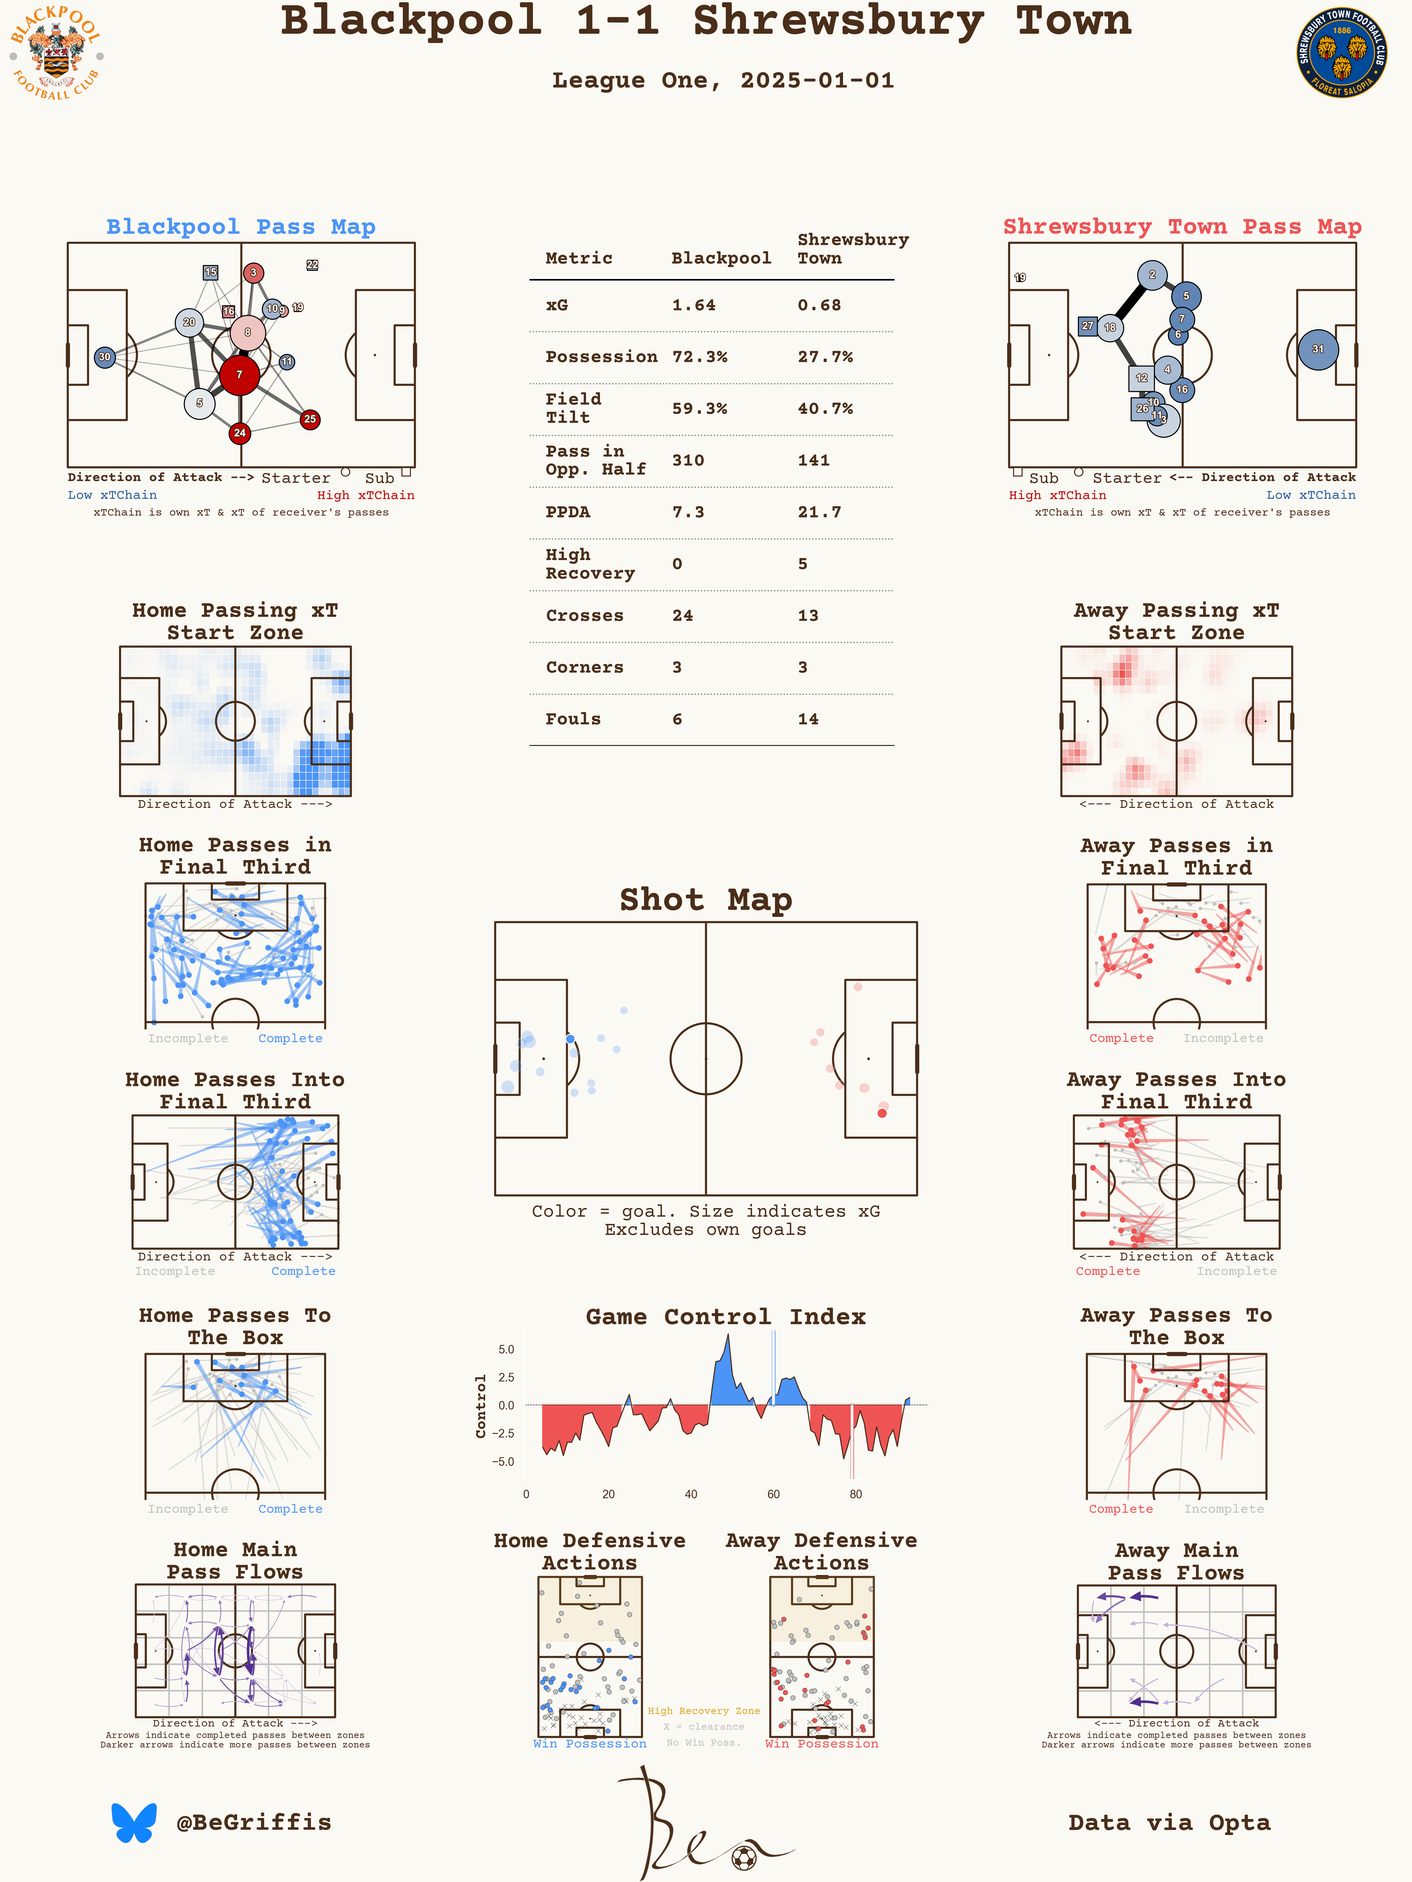 Blackpool 1-1 Shrewsbury Town
League One, 2025-01-01
BLACKPOOL
FOOTBALL CLUB
SHREWSBURY TOWN FOOTBALL CLUB
1886
FLOREAT SALOPIA
Blackpool Pass Map
15
3
22
16
10
9
19
20
8
30
11
7
5
25
24
Direction of Attack --> Starter Sub
Low xTChain High xTChain
xTChain is own xT & xT of receiver's passes
Metric Blackpool Shrewsbury
Town
xG 1.64 0.68
Possession 72.3% 27.7%
Field
Tilt 59.3% 40.7%
Pass in
Opp. Half 310 141
PPDA 7.3 21.7
High
Recovery 0 5
Crosses 24 13
Corners 3 3
Fouls 6 14
Shrewsbury Town Pass Map
19
2
5
7
27
18
6
31
4
12
16
10
26
11
3
Sub Starter <-- Direction of Attack
High xTChain Low xTChain
xTChain is own xT & xT of receiver's passes
Home Passing xT
Start Zone
Direction of Attack --->
Away Passing xT
Start Zone
<--- Direction of Attack
Home Passes in
Final Third
Incomplete Complete
Away Passes in
Final Third
Complete Incomplete
Shot Map
Color = goal. Size indicates xG
Excludes own goals
Home Passes Into
Final Third
Direction of Attack --->
Incomplete Complete
Away Passes Into
Final Third
<--- Direction of Attack
Complete Incomplete
Home Passes To
The Box
Incomplete Complete
Game Control Index
Control
5.0
2.5
0.0
−2.5
−5.0
0 20 40 60 80
Away Passes To
The Box
Complete Incomplete
Home Main
Pass Flows
Direction of Attack --->
Arrows indicate completed passes between zones
Darker arrows indicate more passes between zones
Home Defensive
Actions
Win Possession
Away Defensive
Actions
Win Possession
High Recovery Zone
X = clearance
No Win Poss.
Away Main
Pass Flows
<--- Direction of Attack
Arrows indicate completed passes between zones
Darker arrows indicate more passes between zones
@BeGriffis
Ben
Data via Opta